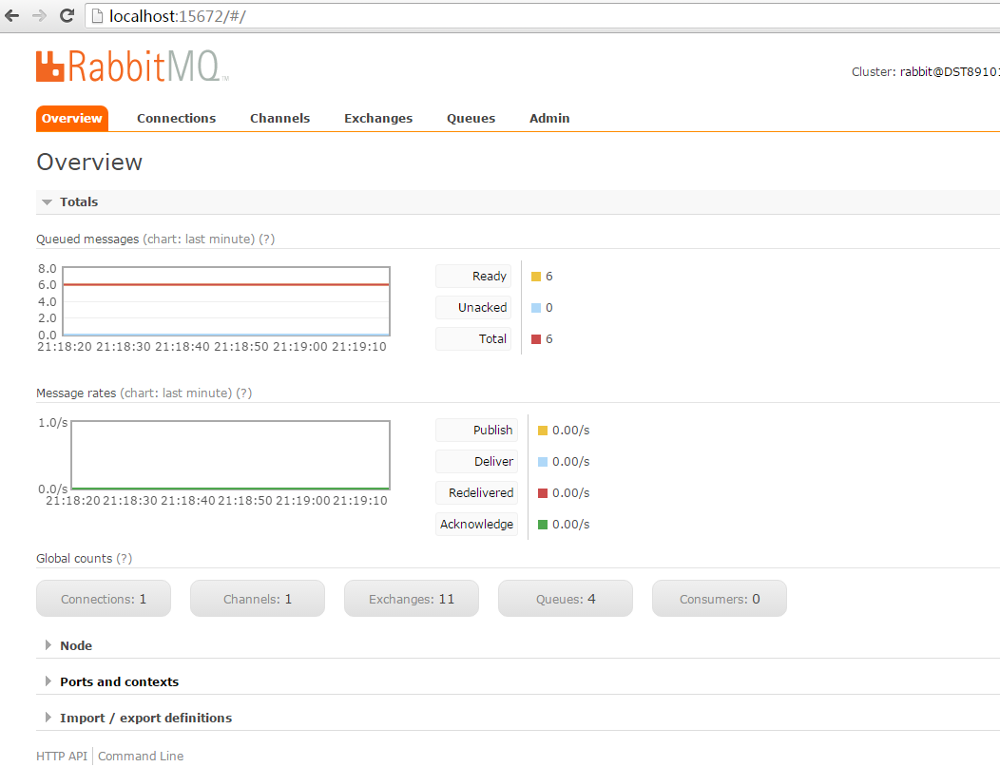 localhost:15672/#/
RabbitMQ TM
Cluster: rabbit@DST89101
Overview Connections Channels Exchanges Queues Admin
Overview
Totals
Queued messages (chart: last minute) (?)
8.0
6.0
4.0
2.0
0.0
21:18:20 21:18:30 21:18:40 21:18:50 21:19:00 21:19:10
Ready 6
Unacked 0
Total 6
Message rates (chart: last minute) (?)
1.0/s
0.0/s
21:18:20 21:18:30 21:18:40 21:18:50 21:19:00 21:19:10
Publish 0.00/s
Deliver 0.00/s
Redelivered 0.00/s
Acknowledge 0.00/s
Global counts (?)
Connections: 1 Channels: 1 Exchanges: 11 Queues: 4 Consumers: 0
Node
Ports and contexts
Import / export definitions
HTTP API Command Line